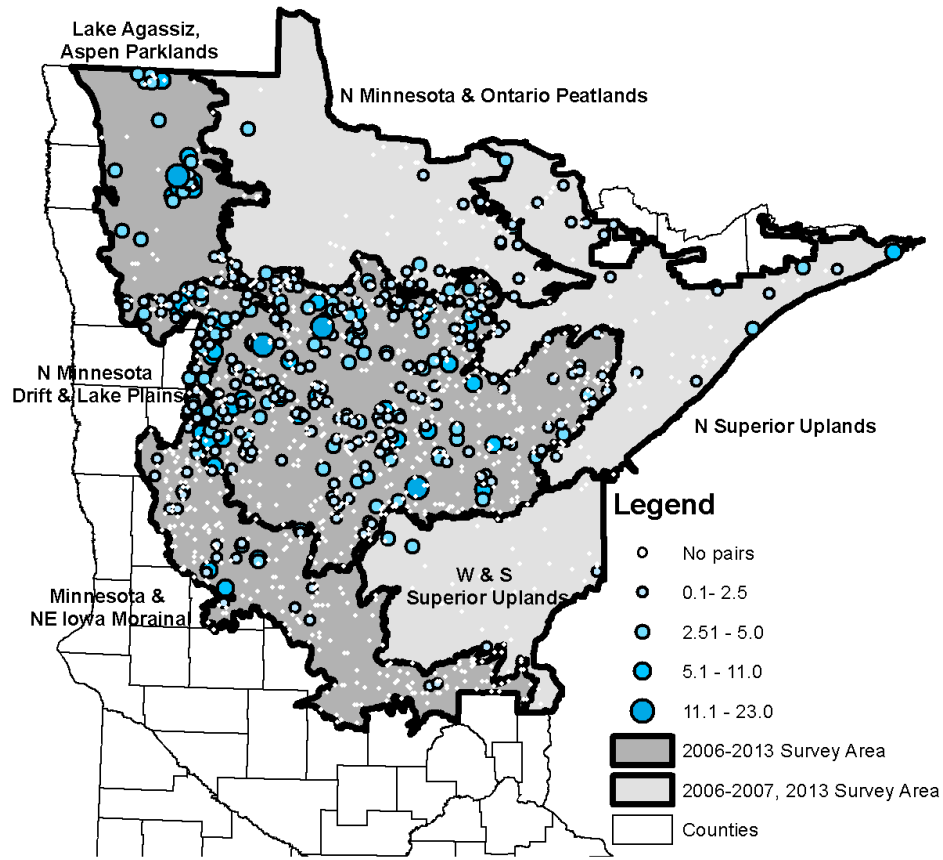 Lake Agassiz,
Aspen Parklands
N Minnesota & Ontario Peatlands
N Minnesota
Drift & Lake Plains
N Superior Uplands
Minnesota &
NE Iowa Morainal
W & S
Superior Uplands
Legend
No pairs
0.1- 2.5
2.51 - 5.0
5.1 - 11.0
11.1 - 23.0
2006-2013 Survey Area
2006-2007, 2013 Survey Area
Counties